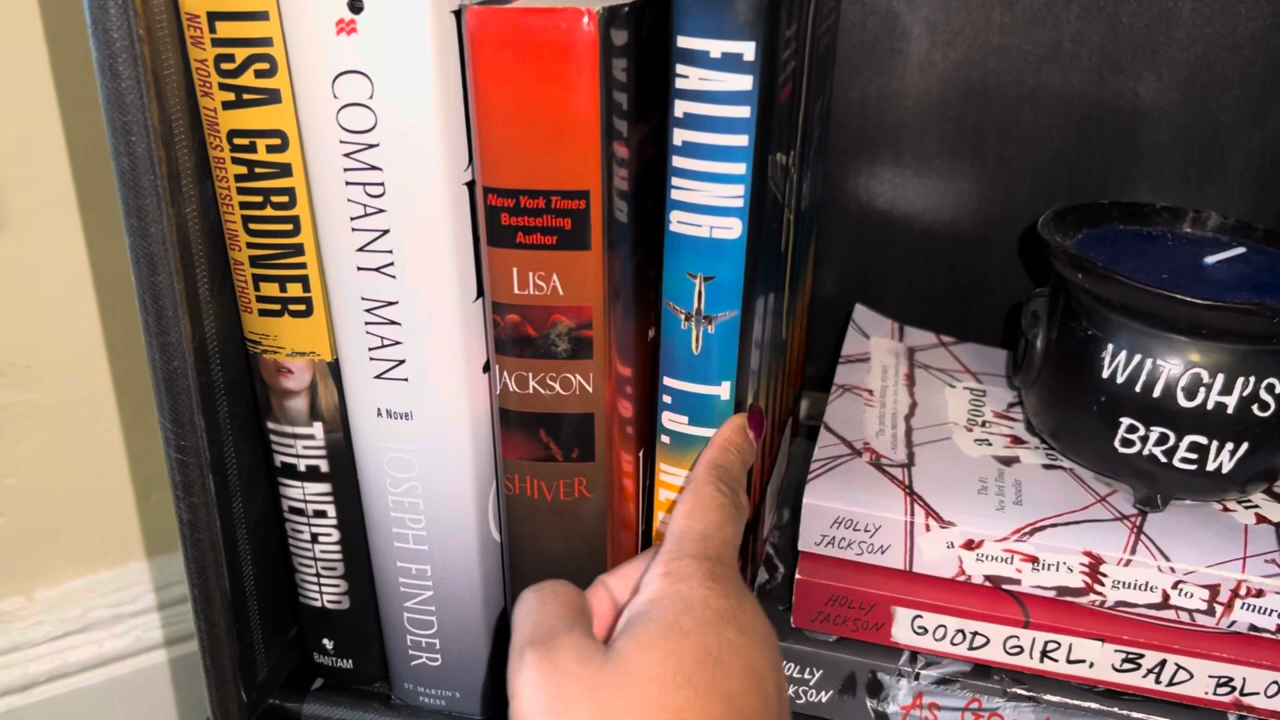 LISA GARDNER
NEW YORK TIMES BESTSELLING AUTHOR
THE NEIGHBOR
BANTAM
COMPANY MAN
A Novel
JOSEPH FINDER
ST. MARTIN'S
PRESS
New York Times
Bestselling
Author
LISA
JACKSON
SHIVER
FALLING
T.J.
WITCH'S
BREW
a good
The #1
New York Times
Bestseller
HOLLY
JACKSON
a good girl's guide to
HOLLY
JACKSON
GOOD GIRL, BAD